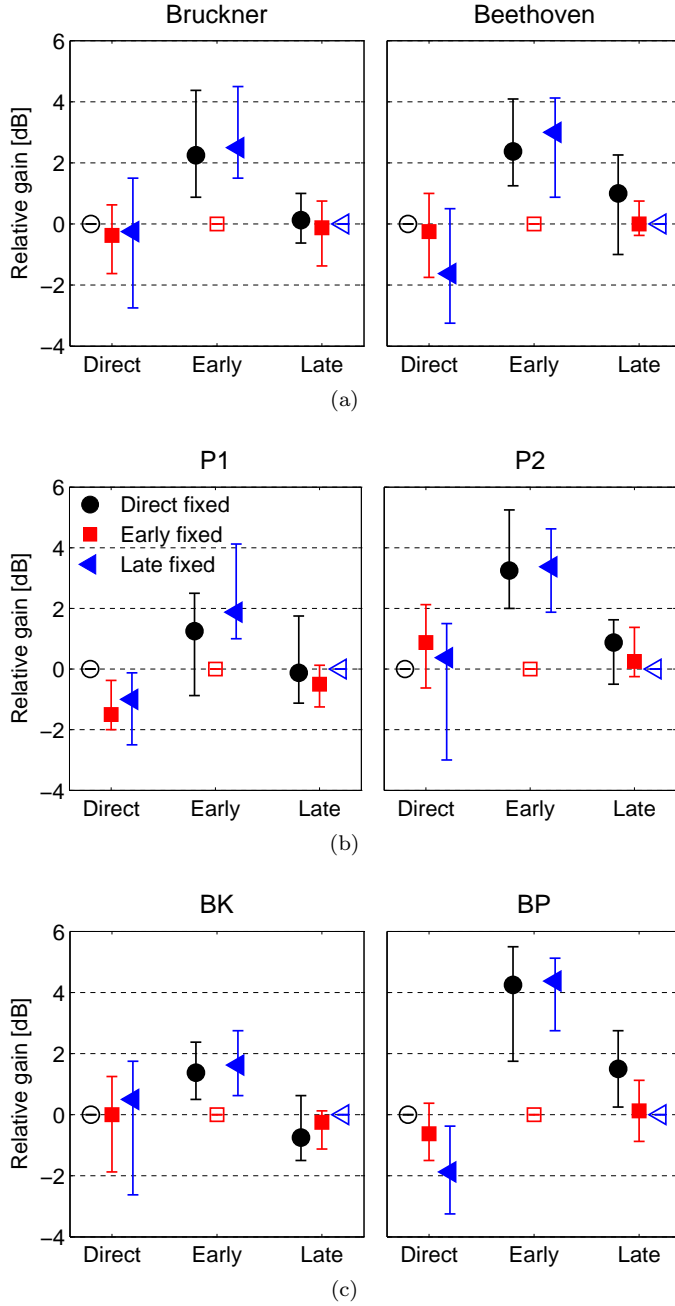 Bruckner Beethoven
6
4
2
0
−2
−4
Relative gain [dB]
Direct Early Late Direct Early Late
(a)
P1 P2
6
4
2
0
−2
−4
Relative gain [dB]
Direct fixed
Early fixed
Late fixed
Direct Early Late Direct Early Late
(b)
BK BP
6
4
2
0
−2
−4
Relative gain [dB]
Direct Early Late Direct Early Late
(c)